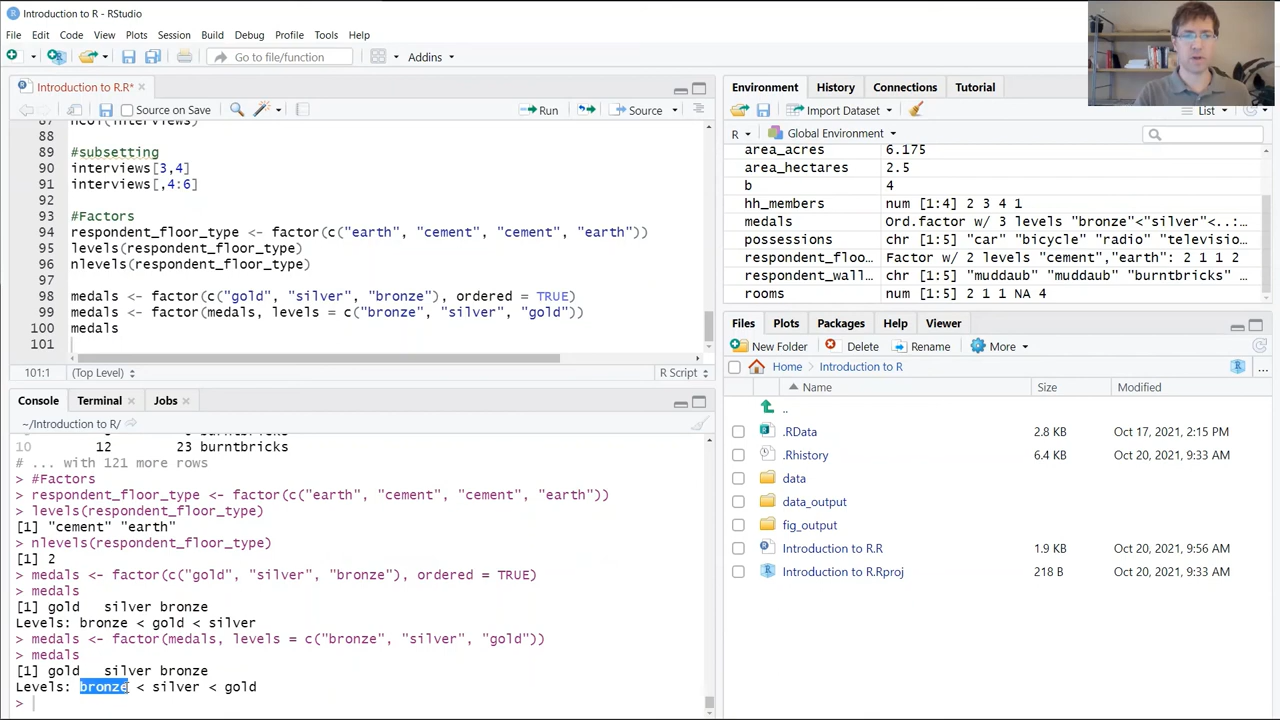 Introduction to R - RStudio
File Edit Code View Plots Session Build Debug Profile Tools Help
Go to file/function Addins
Introduction to R.R*
Source on Save Run Source
88
89 #subsetting
90 interviews[3,4]
91 interviews[,4:6]
92
93 #Factors
94 respondent_floor_type <- factor(c("earth", "cement", "cement", "earth"))
95 levels(respondent_floor_type)
96 nlevels(respondent_floor_type)
97
98 medals <- factor(c("gold", "silver", "bronze"), ordered = TRUE)
99 medals <- factor(medals, levels = c("bronze", "silver", "gold"))
100 medals
101
101:1 (Top Level) R Script
Console Terminal Jobs
~/Introduction to R/
12 23 burntbricks
# ... with 121 more rows
> #Factors
> respondent_floor_type <- factor(c("earth", "cement", "cement", "earth"))
> levels(respondent_floor_type)
[1] "cement" "earth"
> nlevels(respondent_floor_type)
[1] 2
> medals <- factor(c("gold", "silver", "bronze"), ordered = TRUE)
> medals
[1] gold silver bronze
Levels: bronze < gold < silver
> medals <- factor(medals, levels = c("bronze", "silver", "gold"))
> medals
[1] gold silver bronze
Levels: bronze < silver < gold
>
Environment History Connections Tutorial
Import Dataset List
R Global Environment
area_acres 6.175
area_hectares 2.5
b 4
hh_members num [1:4] 2 3 4 1
medals Ord.factor w/ 3 levels "bronze"<"silver"<..:…
possessions chr [1:5] "car" "bicycle" "radio" "televisio…
respondent_floo… Factor w/ 2 levels "cement","earth": 2 1 1 2
respondent_wall… chr [1:5] "muddaub" "muddaub" "burntbricks" …
rooms num [1:5] 2 1 1 NA 4
Files Plots Packages Help Viewer
New Folder Delete Rename More
Home Introduction to R ...
Name Size Modified
..
.RData 2.8 KB Oct 17, 2021, 2:15 PM
.Rhistory 6.4 KB Oct 20, 2021, 9:33 AM
data
data_output
fig_output
Introduction to R.R 1.9 KB Oct 20, 2021, 9:56 AM
Introduction to R.Rproj 218 B Oct 20, 2021, 9:33 AM